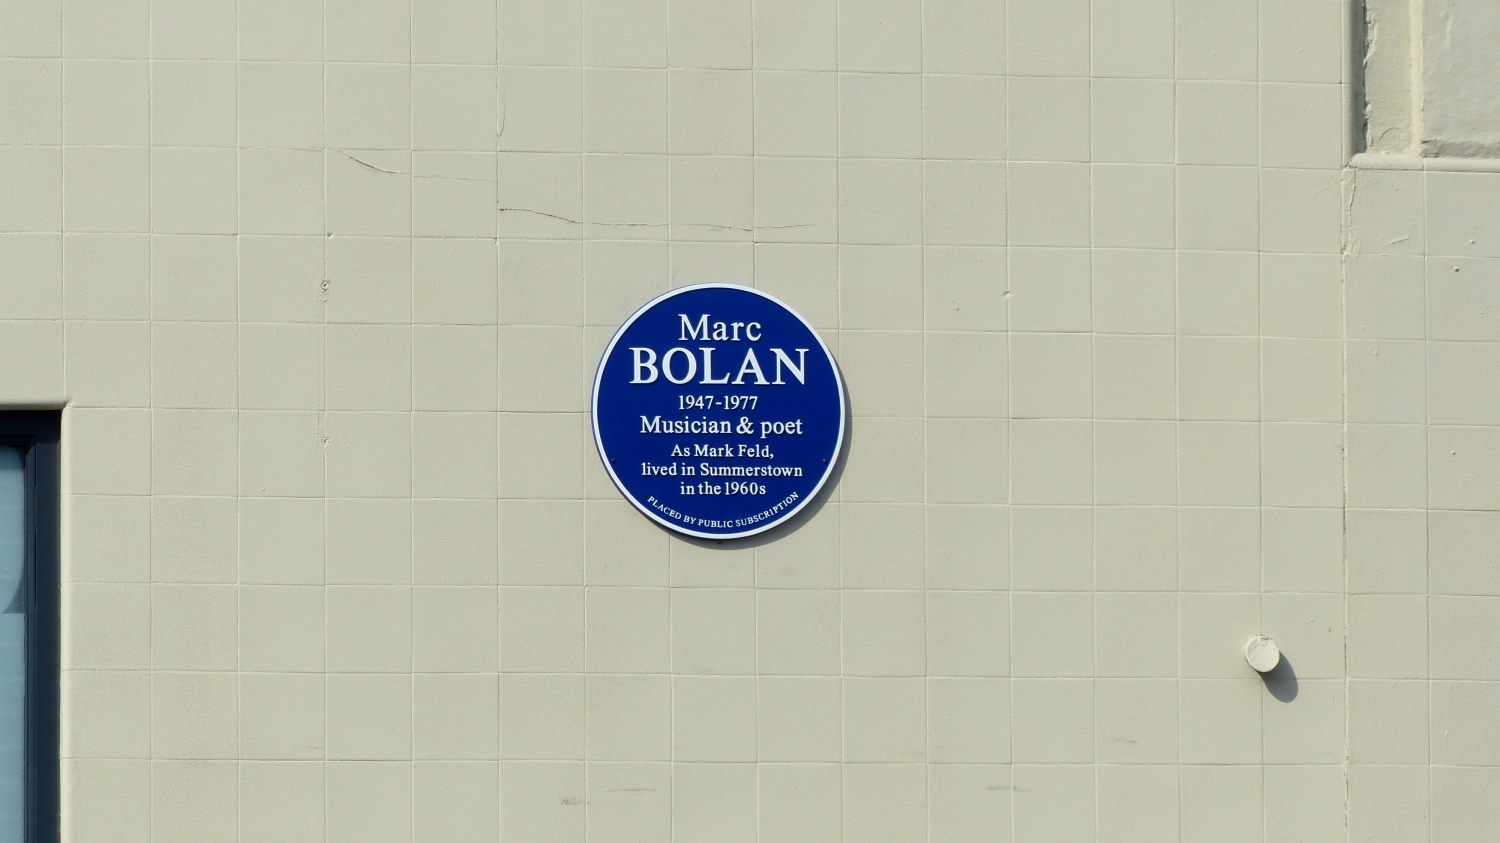 Marc
BOLAN
1947-1977
Musician & poet
As Mark Feld,
lived in Summerstown
in the 1960s
PLACED BY PUBLIC SUBSCRIPTION